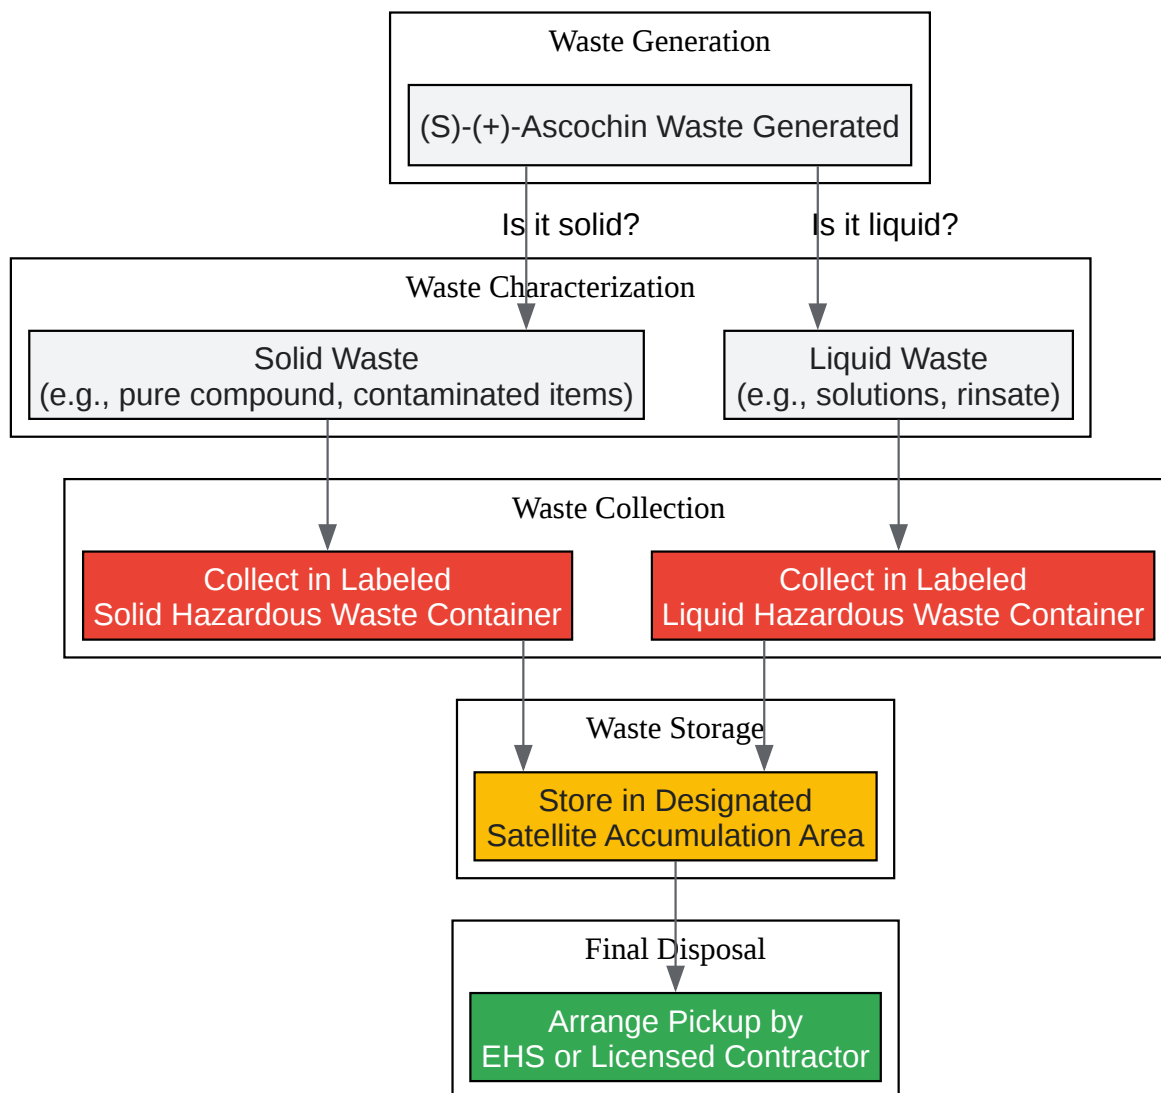 Waste Generation
(S)-(+)-Ascochin Waste Generated
Is it solid?
Is it liquid?
Waste Characterization
Solid Waste
(e.g., pure compound, contaminated items)
Liquid Waste
(e.g., solutions, rinsate)
Waste Collection
Collect in Labeled
Solid Hazardous Waste Container
Collect in Labeled
Liquid Hazardous Waste Container
Waste Storage
Store in Designated
Satellite Accumulation Area
Final Disposal
Arrange Pickup by
EHS or Licensed Contractor